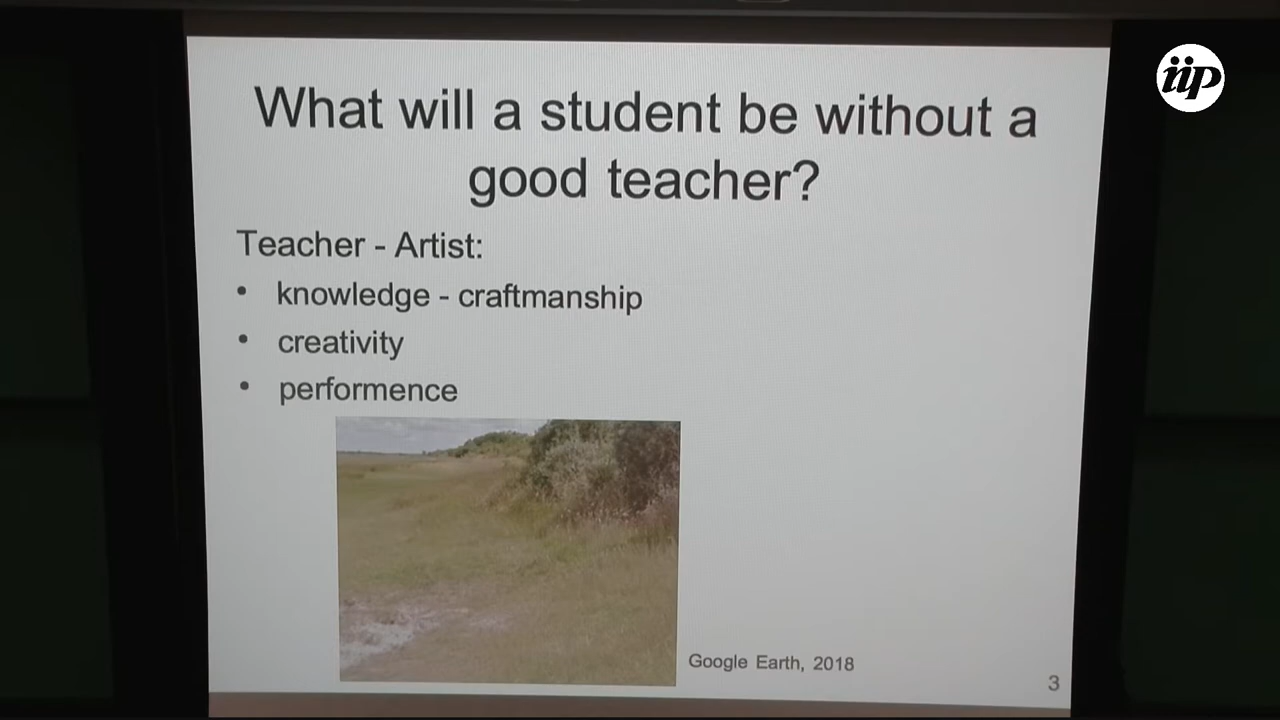 iip
What will a student be without a
good teacher?
Teacher - Artist:
• knowledge - craftmanship
• creativity
• performence
Google Earth, 2018
3